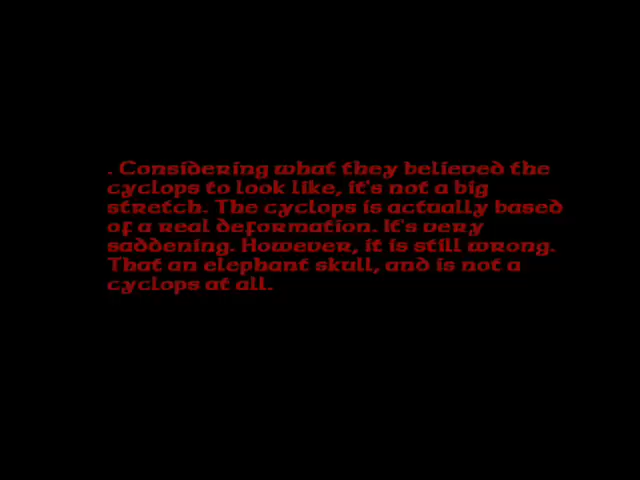 . Considering what they believed the
cyclops to look like, it's not a big
stretch. The cyclops is actually based
of a real deformation. It's very
saddening. However, it is still wrong.
That an elephant skull, and is not a
cyclops at all.